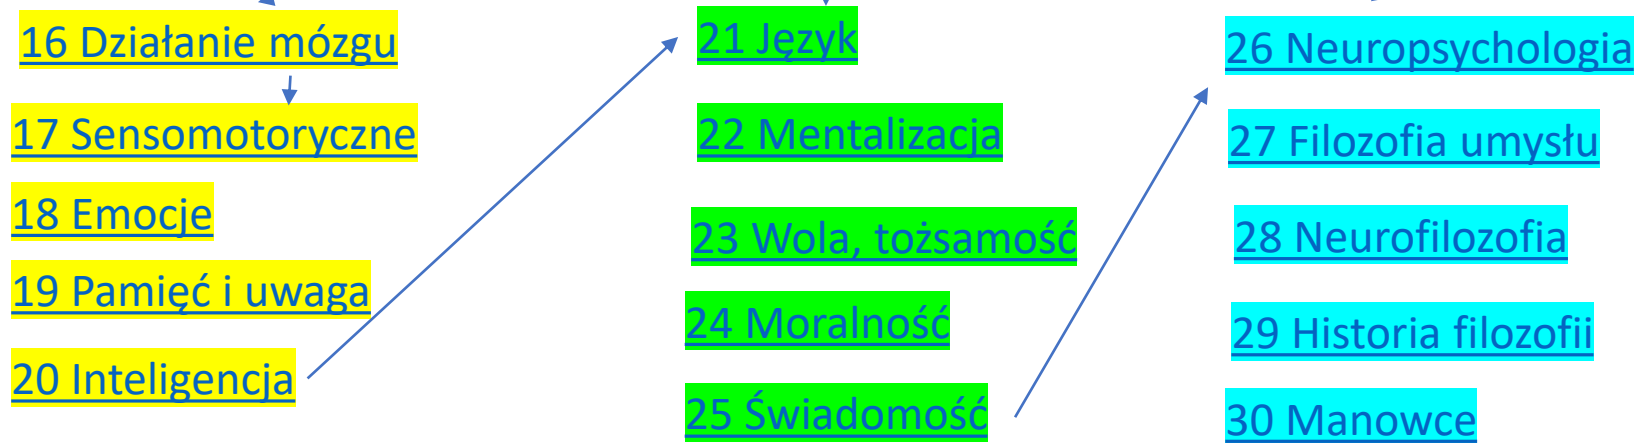 16 Działanie mózgu
17 Sensomotoryczne
18 Emocje
19 Pamięć i uwaga
20 Inteligencja
21 Język
22 Mentalizacja
23 Wola, tożsamość
24 Moralność
25 Świadomość
26 Neuropsychologia
27 Filozofia umysłu
28 Neurofilozofia
29 Historia filozofii
30 Manowce